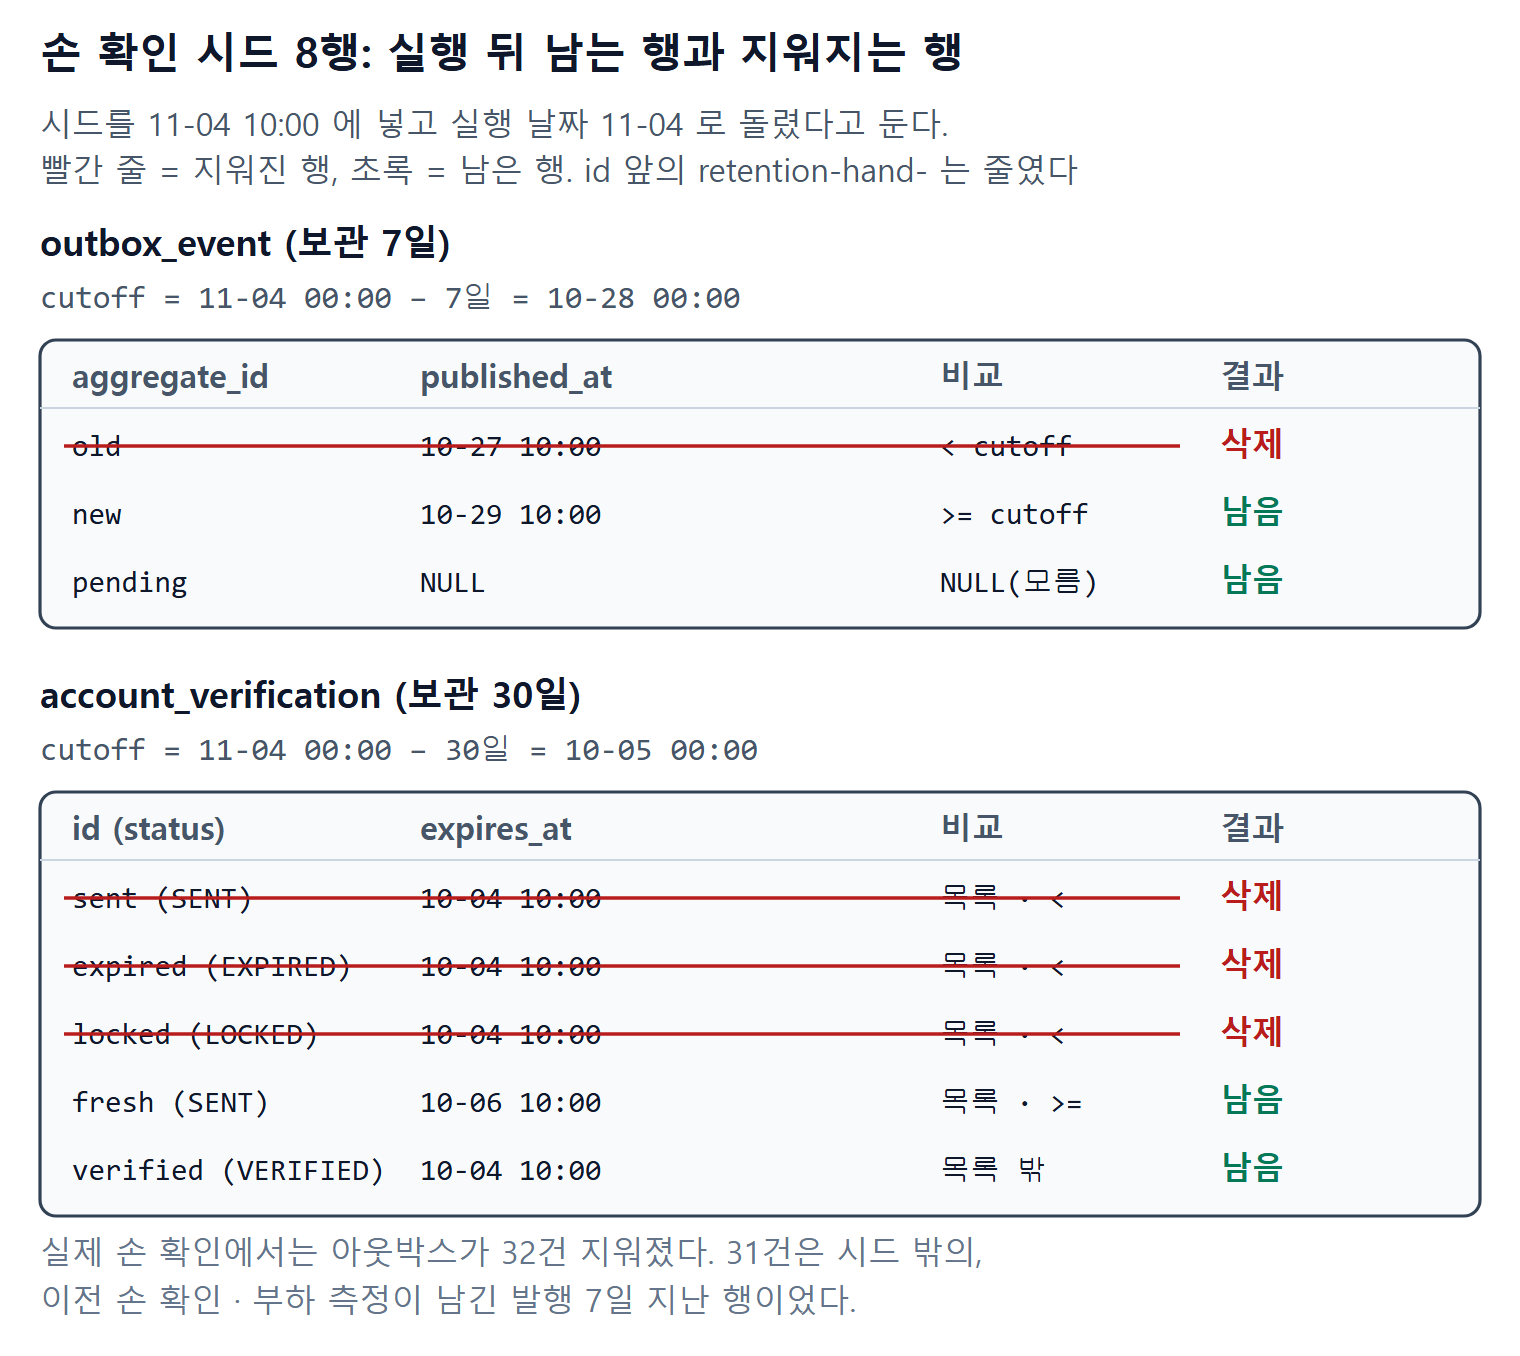 손 확인 시드 8행: 실행 뒤 남는 행과 지워지는 행
시드를 11-04 10:00 에 넣고 실행 날짜 11-04 로 돌렸다고 둔다.
빨간 줄 = 지워진 행, 초록 = 남은 행. id 앞의 retention-hand- 는 줄였다
outbox_event (보관 7일)
cutoff = 11-04 00:00 – 7일 = 10-28 00:00
aggregate_id published_at 비교 결과
old 10-27 10:00 < cutoff 삭제
new 10-29 10:00 >= cutoff 남음
pending NULL NULL(모름) 남음
account_verification (보관 30일)
cutoff = 11-04 00:00 – 30일 = 10-05 00:00
id (status) expires_at 비교 결과
sent (SENT) 10-04 10:00 목록 · < 삭제
expired (EXPIRED) 10-04 10:00 목록 · < 삭제
locked (LOCKED) 10-04 10:00 목록 · < 삭제
fresh (SENT) 10-06 10:00 목록 · >= 남음
verified (VERIFIED) 10-04 10:00 목록 밖 남음
실제 손 확인에서는 아웃박스가 32건 지워졌다. 31건은 시드 밖의,
이전 손 확인 · 부하 측정이 남긴 발행 7일 지난 행이었다.